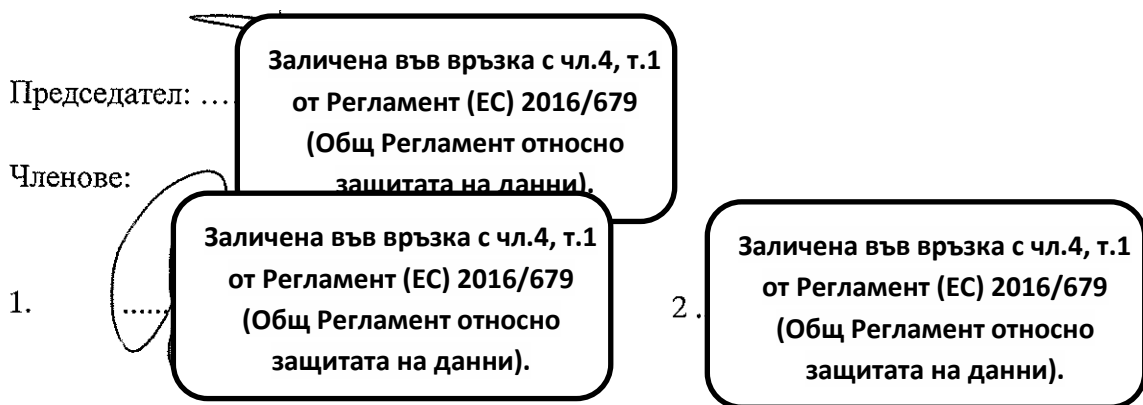 Председател: ....
Заличена във връзка с чл.4, т.1
от Регламент (ЕС) 2016/679
(Общ Регламент относно
защитата на данни).
Членове:
1. ......
Заличена във връзка с чл.4, т.1
от Регламент (ЕС) 2016/679
(Общ Регламент относно
защитата на данни).
2 .
Заличена във връзка с чл.4, т.1
от Регламент (ЕС) 2016/679
(Общ Регламент относно
защитата на данни).